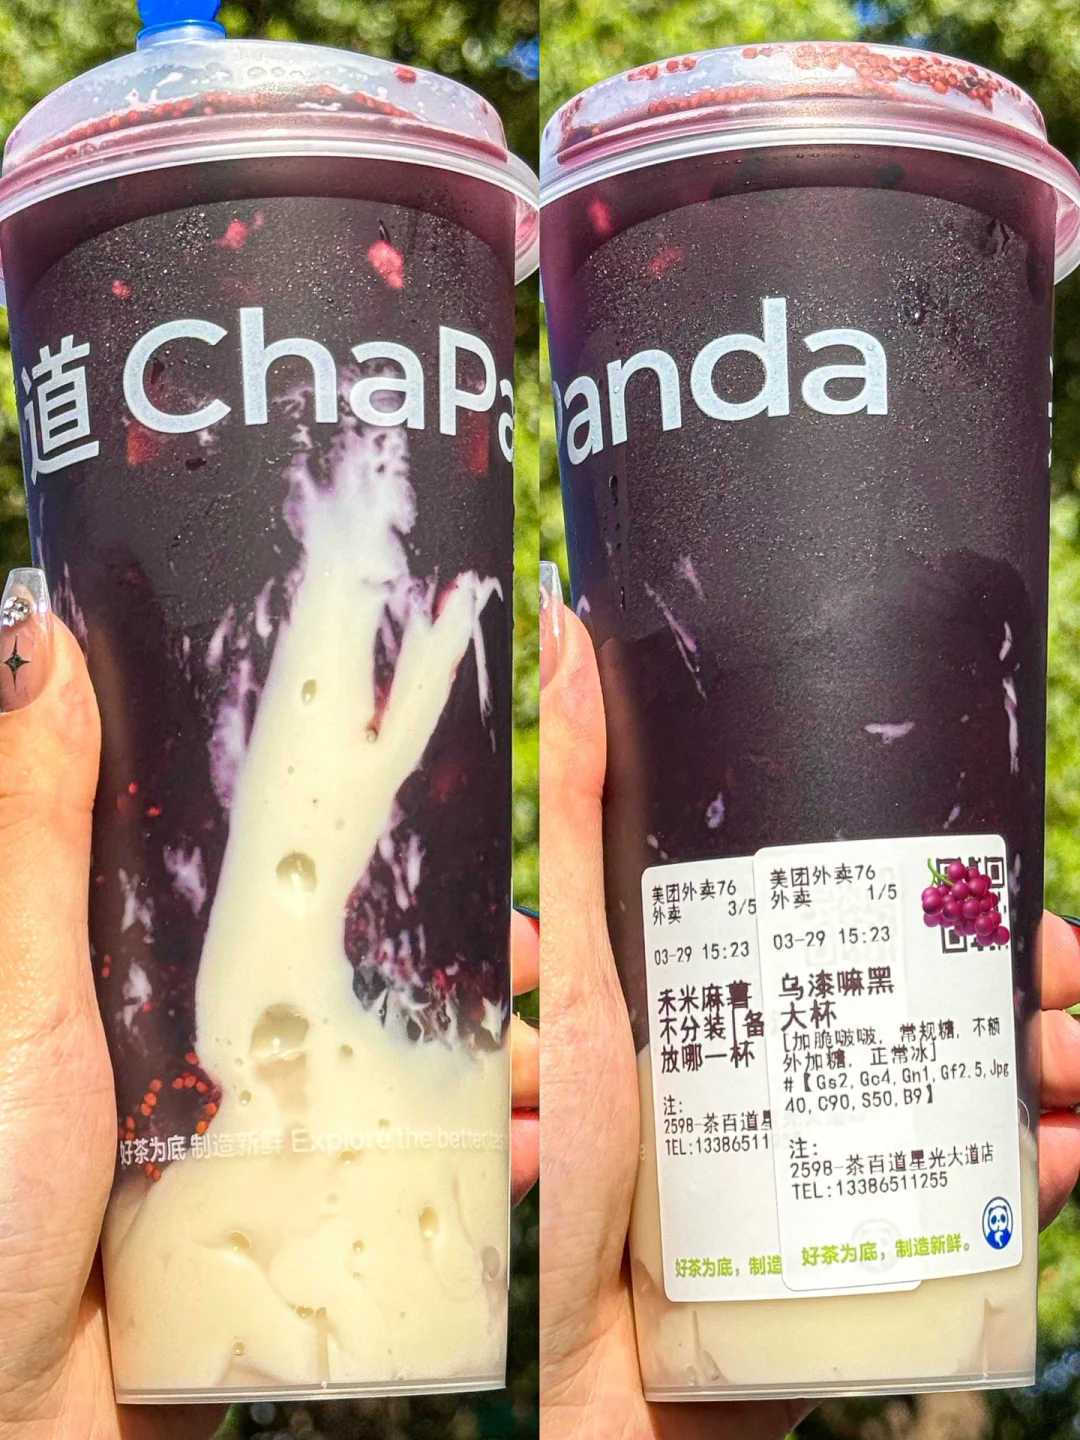 道 ChaPa
好茶为底 制造新鲜 Explore the better
Panda
美团外卖76
外卖 3/5
03-29 15:23
未米麻薯
不分装|备
放哪一杯
注:
2598-茶百道星
TEL:13386511
好茶为底,制造
美团外卖76
外卖 1/5
03-29 15:23
乌漆嘛黑
大杯
[加脆啵啵, 常规糖, 不额
外加糖, 正常冰]
#【Gs2,Gc4,Gn1,Gf2.5,Jpg
40,C90,S50,B9】
注:
2598-茶百道星光大道店
TEL:13386511255
好茶为底,制造新鲜。